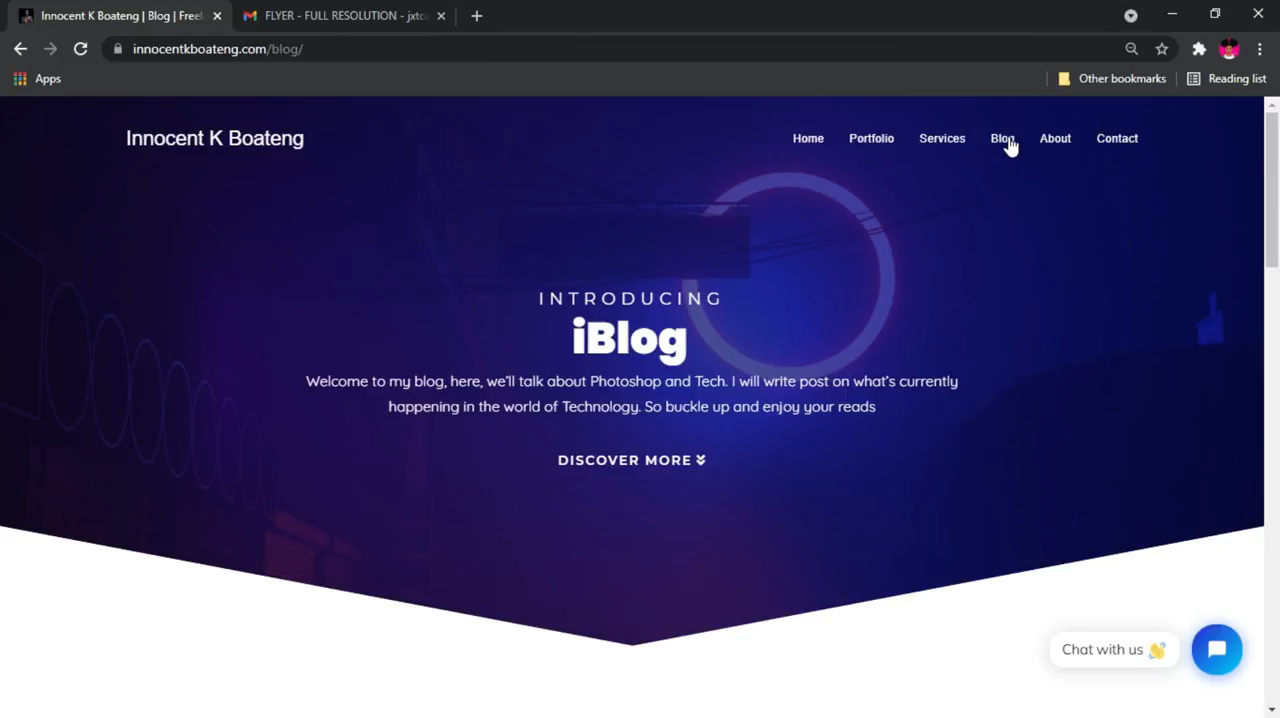 Innocent K Boateng | Blog | Freel
FLYER - FULL RESOLUTION - jxtc
innocentkboateng.com/blog/
Apps
Other bookmarks
Reading list
Innocent K Boateng
Home
Portfolio
Services
Blog
About
Contact
INTRODUCING
iBlog
Welcome to my blog, here, we'll talk about Photoshop and Tech. I will write post on what's currently
happening in the world of Technology. So buckle up and enjoy your reads
DISCOVER MORE
Chat with us 👋